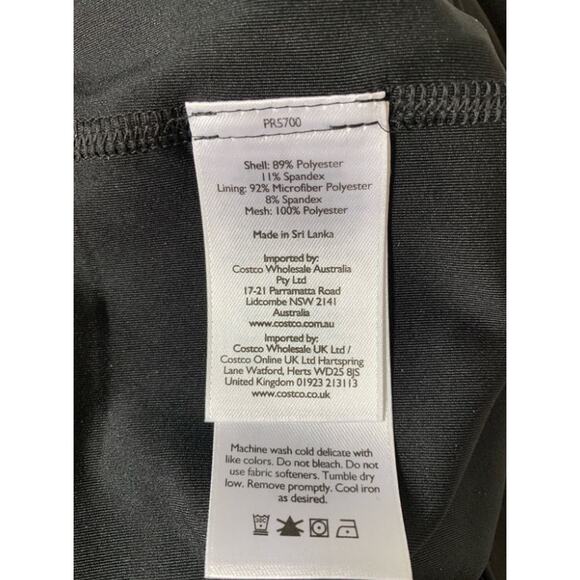 PR5700
Shell: 89% Polyester
11% Spandex
Lining: 92% Microfiber Polyester
8% Spandex
Mesh: 100% Polyester
Made in Sri Lanka
Imported by:
Costco Wholesale Australia
Pty Ltd
17-21 Parramatta Road
Lidcombe NSW 2141
Australia
www.costco.com.au
Imported by:
Costco Wholesale UK Ltd /
Costco Online UK Ltd Hartspring
Lane Watford, Herts WD25 8JS
United Kingdom 01923 213113
www.costco.co.uk
Machine wash cold delicate with
like colors. Do not bleach. Do not
use fabric softeners. Tumble dry
low. Remove promptly. Cool iron
as desired.